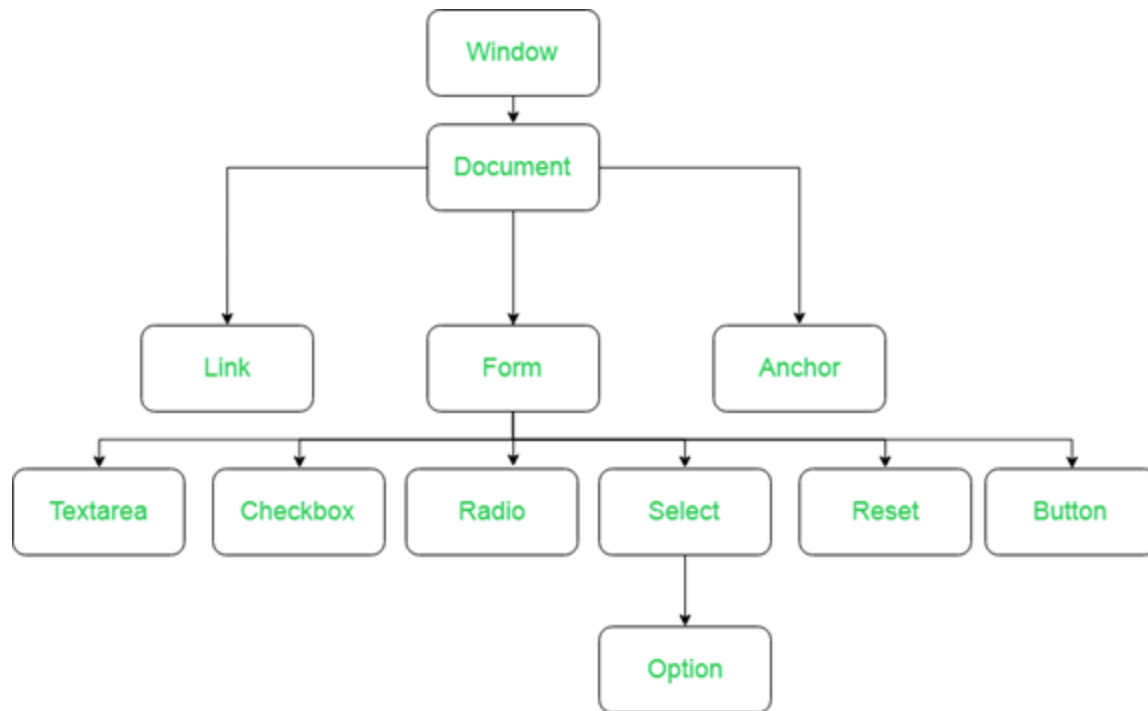 Window
Document
Link
Form
Anchor
Textarea
Checkbox
Radio
Select
Reset
Button
Option